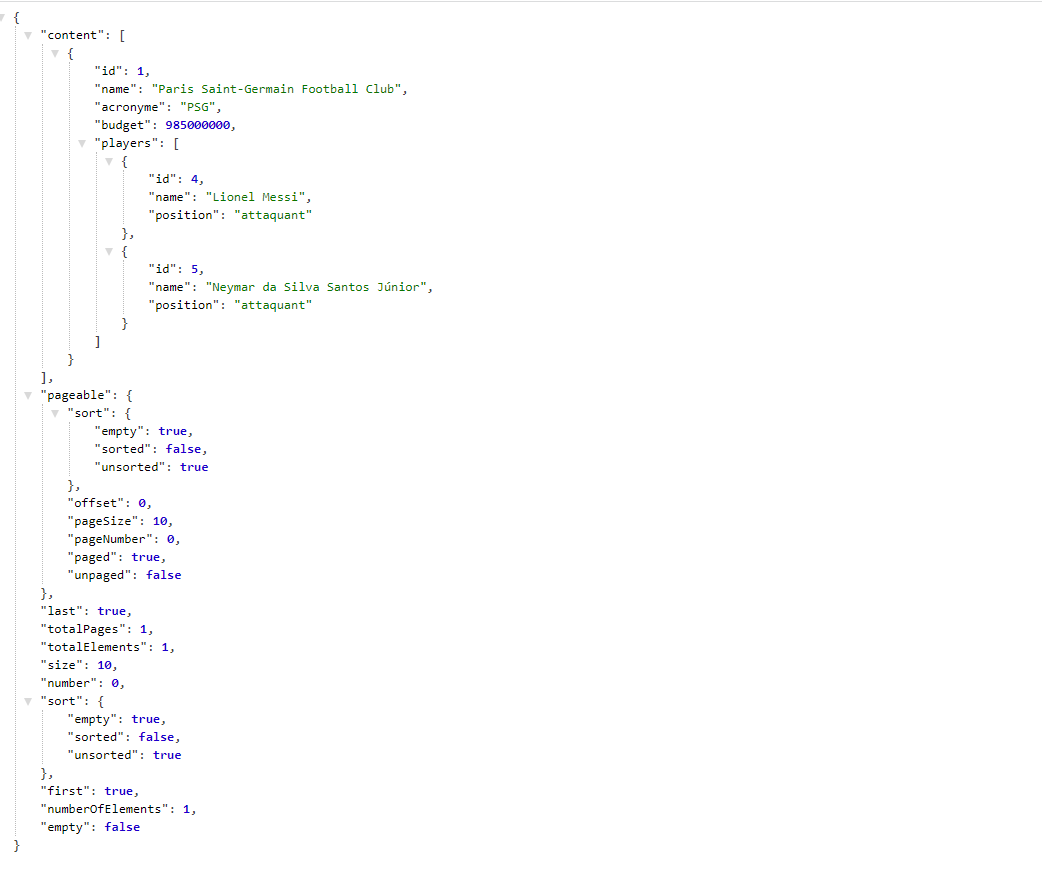 {
"content": [
{
"id": 1,
"name": "Paris Saint-Germain Football Club",
"acronyme": "PSG",
"budget": 985000000,
"players": [
{
"id": 4,
"name": "Lionel Messi",
"position": "attaquant"
},
{
"id": 5,
"name": "Neymar da Silva Santos Júnior",
"position": "attaquant"
}
]
}
],
"pageable": {
"sort": {
"empty": true,
"sorted": false,
"unsorted": true
},
"offset": 0,
"pageSize": 10,
"pageNumber": 0,
"paged": true,
"unpaged": false
},
"last": true,
"totalPages": 1,
"totalElements": 1,
"size": 10,
"number": 0,
"sort": {
"empty": true,
"sorted": false,
"unsorted": true
},
"first": true,
"numberOfElements": 1,
"empty": false
}